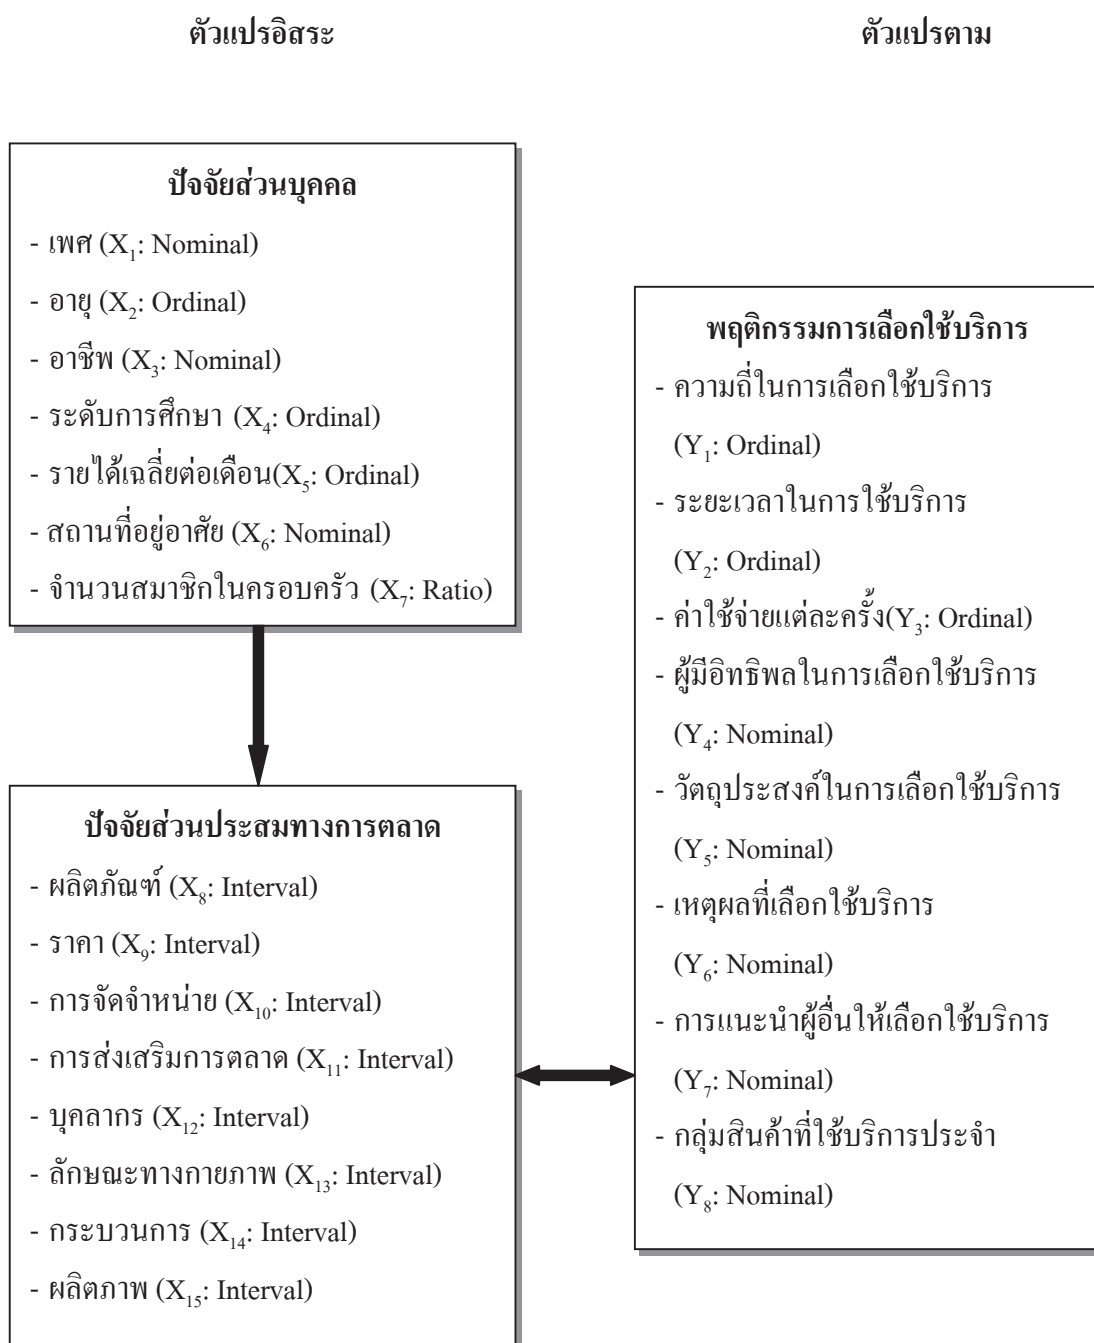 ตัวแปรอิสระ
ตัวแปรตาม
ปัจจัยส่วนบุคคล
- เพศ (X₁: Nominal)
- อายุ (X₂: Ordinal)
- อาชีพ (X₃: Nominal)
- ระดับการศึกษา (X₄: Ordinal)
- รายได้เฉลี่ยต่อเดือน(X₅: Ordinal)
- สถานที่อยู่อาศัย (X₆: Nominal)
- จำนวนสมาชิกในครอบครัว (X₇: Ratio)
ปัจจัยส่วนประสมทางการตลาด
- ผลิตภัณฑ์ (X₈: Interval)
- ราคา (X₉: Interval)
- การจัดจำหน่าย (X₁₀: Interval)
- การส่งเสริมการตลาด (X₁₁: Interval)
- บุคลากร (X₁₂: Interval)
- ลักษณะทางกายภาพ (X₁₃: Interval)
- กระบวนการ (X₁₄: Interval)
- ผลิตภาพ (X₁₅: Interval)
พฤติกรรมการเลือกใช้บริการ
- ความถี่ในการเลือกใช้บริการ
(Y₁: Ordinal)
- ระยะเวลาในการใช้บริการ
(Y₂: Ordinal)
- ค่าใช้จ่ายแต่ละครั้ง(Y₃: Ordinal)
- ผู้มีอิทธิพลในการเลือกใช้บริการ
(Y₄: Nominal)
- วัตถุประสงค์ในการเลือกใช้บริการ
(Y₅: Nominal)
- เหตุผลที่เลือกใช้บริการ
(Y₆: Nominal)
- การแนะนำผู้อื่นให้เลือกใช้บริการ
(Y₇: Nominal)
- กลุ่มสินค้าที่ใช้บริการประจำ
(Y₈: Nominal)